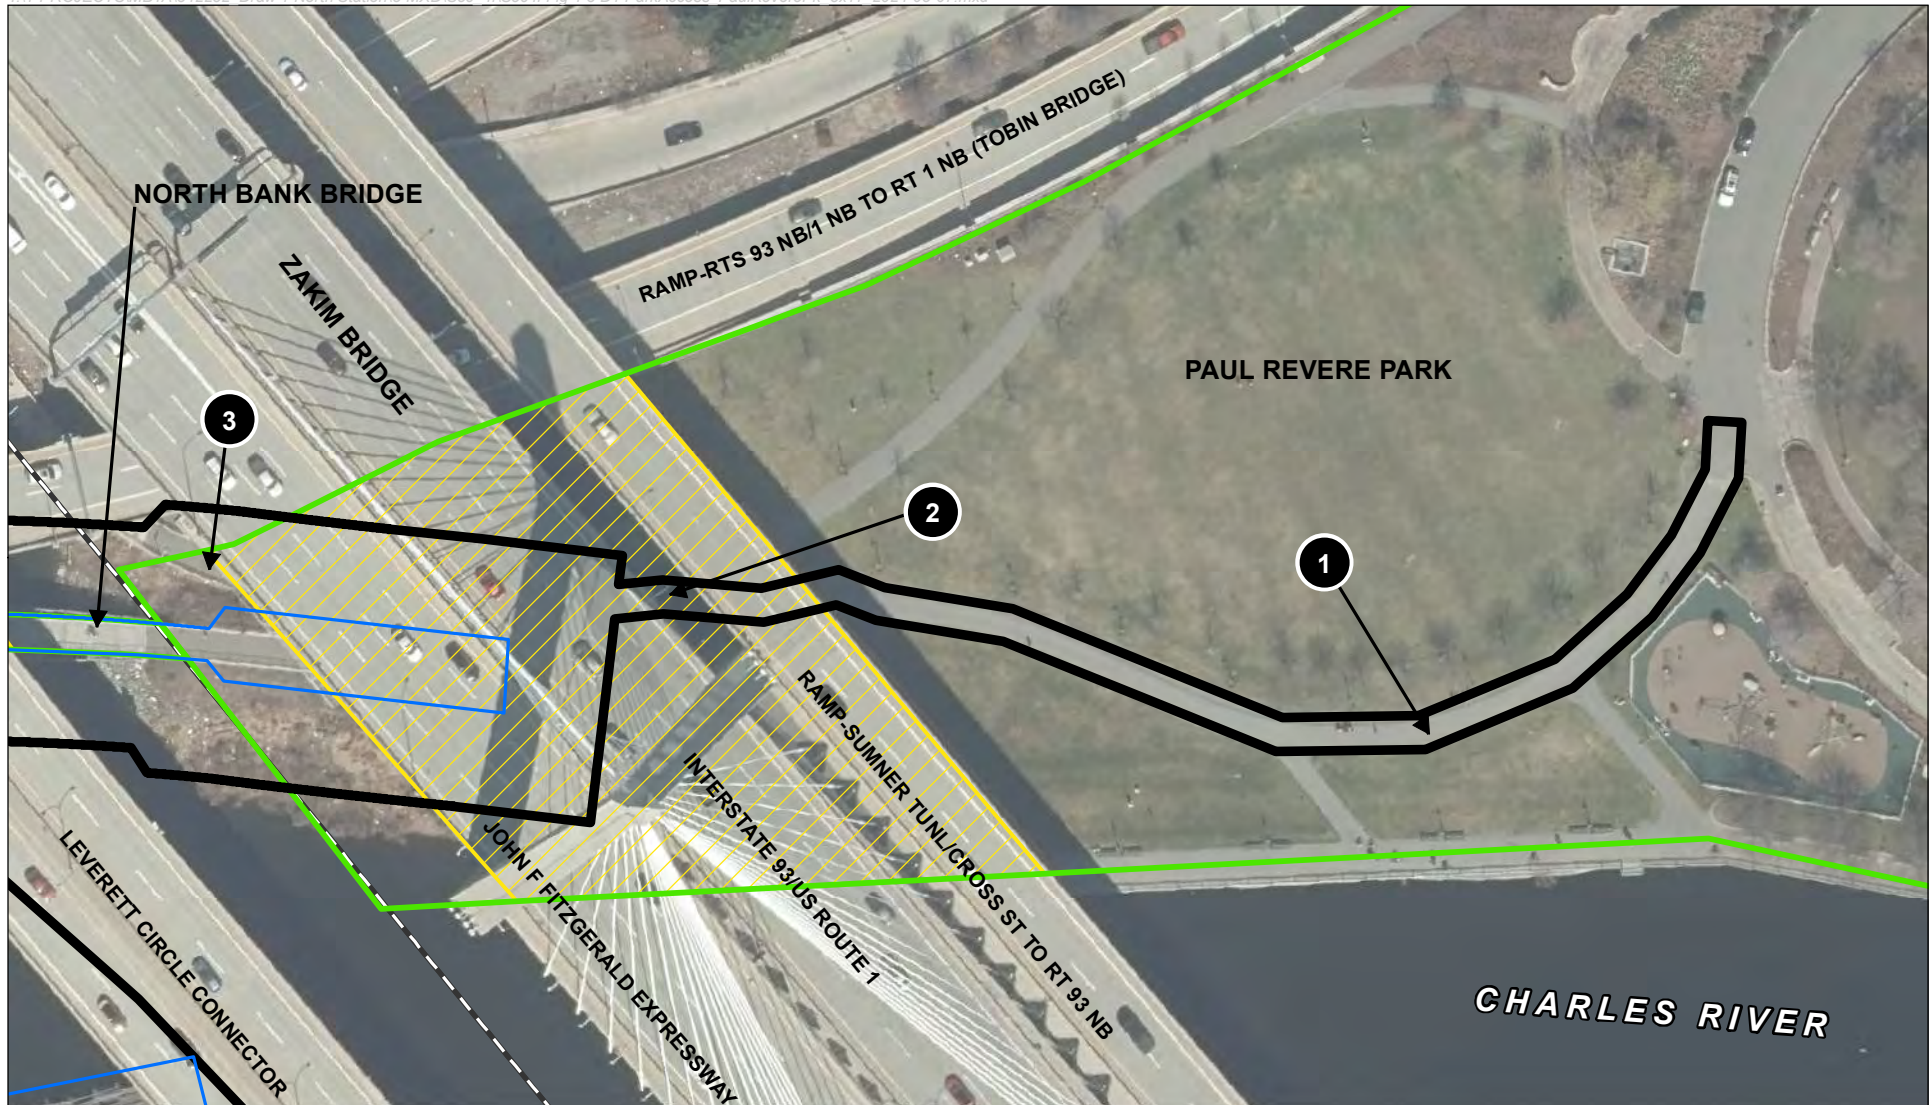 RAMP-RTS 93 NB/1 NB TO RT 1 NB (TOBIN BRIDGE)
NORTH BANK BRIDGE
ZAKIM BRIDGE
PAUL REVERE PARK
3
2
1
RAMP-SUMNER TUNL/CROSS ST TO RT 93 NB
INTERSTATE 93/US ROUTE 1
JOHN F FITZGERALD EXPRESSWAY
LEVERETT CIRCLE CONNECTOR
CHARLES RIVER